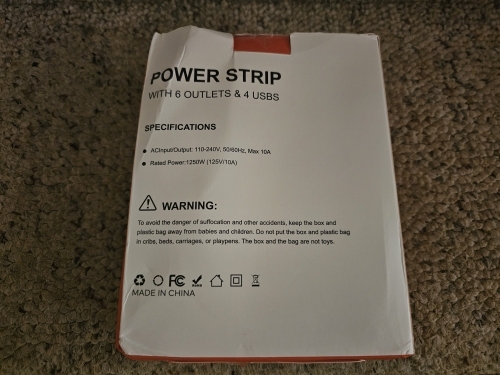 POWER STRIP
WITH 6 OUTLETS & 4 USBS
SPECIFICATIONS
● ACInput/Output: 110-240V, 50/60Hz, Max 10A
● Rated Power:1250W (125V/10A)
WARNING:
To avoid the danger of suffocation and other accidents, keep the box and
plastic bag away from babies and children. Do not put the box and plastic bag
in cribs, beds, carriages, or playpens. The box and the bag are not toys.
FC
MADE IN CHINA